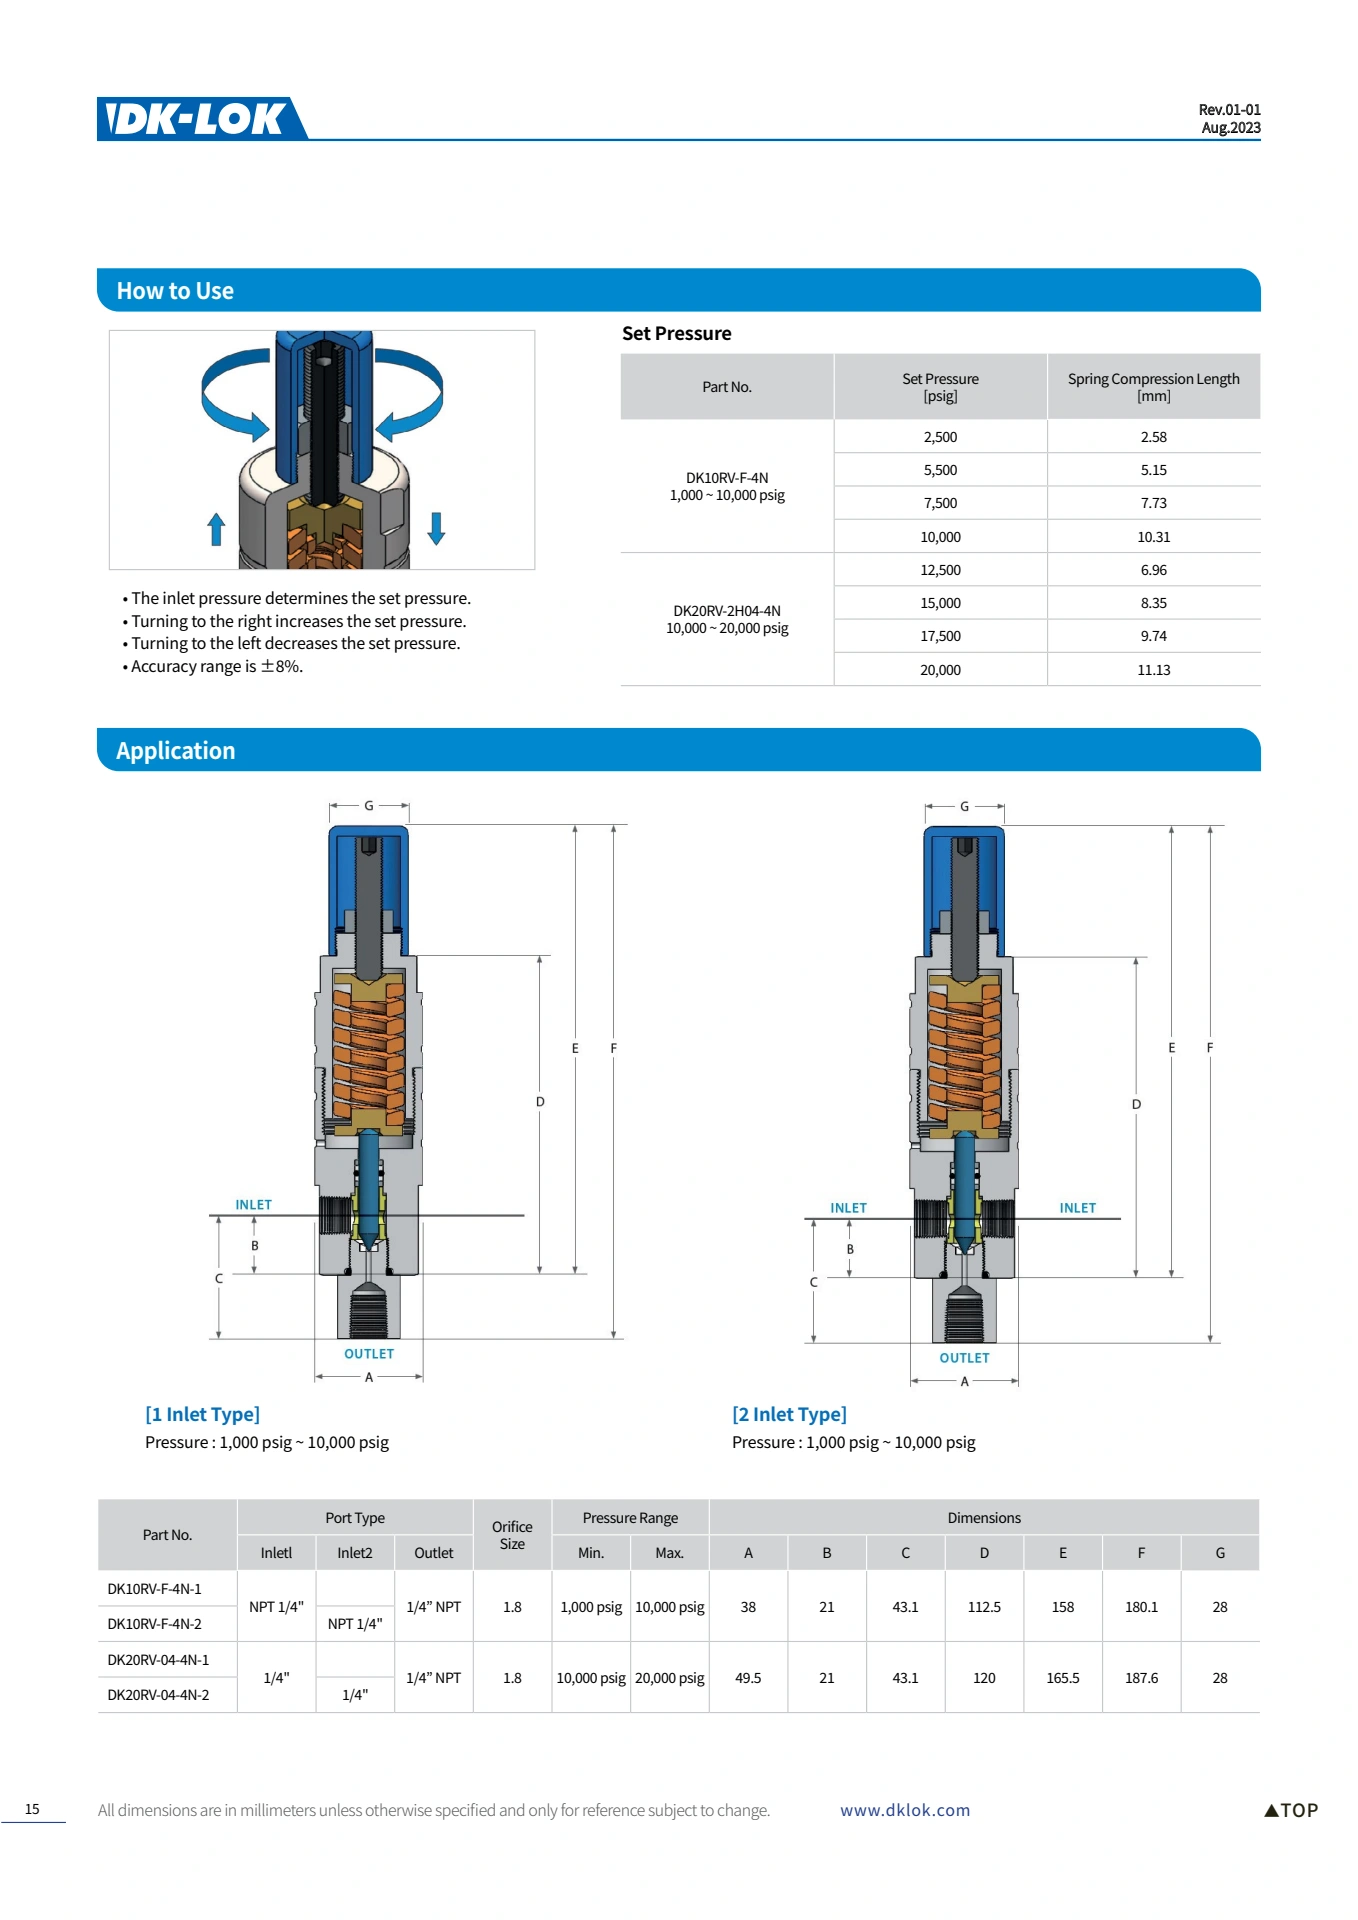 DK-LOK
Rev.01-01
Aug.2023
How to Use
• The inlet pressure determines the set pressure.
• Turning to the right increases the set pressure.
• Turning to the left decreases the set pressure.
• Accuracy range is ±8%.
Set Pressure
Part No.
Set Pressure
[psig]
Spring Compression Length
[mm]
DK10RV-F-4N
1,000 ~ 10,000 psig
2,500 2.58
5,500 5.15
7,500 7.73
10,000 10.31
DK20RV-2H04-4N
10,000 ~ 20,000 psig
12,500 6.96
15,000 8.35
17,500 9.74
20,000 11.13
Application
G
E
F
D
INLET
B
C
OUTLET
A
[1 Inlet Type]
Pressure : 1,000 psig ~ 10,000 psig
G
E
F
D
INLET
INLET
B
C
OUTLET
A
[2 Inlet Type]
Pressure : 1,000 psig ~ 10,000 psig
Part No. Port Type Orifice Size Pressure Range Dimensions
Inletl Inlet2 Outlet Min. Max. A B C D E F G
DK10RV-F-4N-1
DK10RV-F-4N-2
NPT 1/4" NPT 1/4" 1/4” NPT 1.8 1,000 psig 10,000 psig 38 21 43.1 112.5 158 180.1 28
DK20RV-04-4N-1
DK20RV-04-4N-2
1/4" 1/4" 1/4” NPT 1.8 10,000 psig 20,000 psig 49.5 21 43.1 120 165.5 187.6 28
15
All dimensions are in millimeters unless otherwise specified and only for reference subject to change.
www.dklok.com
▲TOP